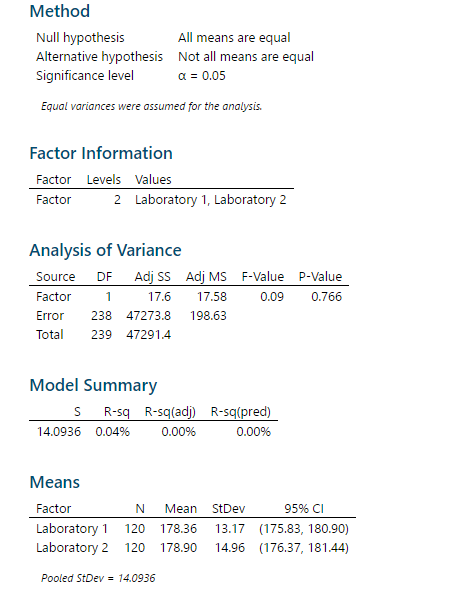 Method
Null hypothesis All means are equal
Alternative hypothesis Not all means are equal
Significance level α = 0.05
Equal variances were assumed for the analysis.
Factor Information
Factor Levels Values
Factor 2 Laboratory 1, Laboratory 2
Analysis of Variance
Source DF Adj SS Adj MS F-Value P-Value
Factor 1 17.6 17.58 0.09 0.766
Error 238 47273.8 198.63
Total 239 47291.4
Model Summary
S R-sq R-sq(adj) R-sq(pred)
14.0936 0.04% 0.00% 0.00%
Means
Factor N Mean StDev 95% CI
Laboratory 1 120 178.36 13.17 (175.83, 180.90)
Laboratory 2 120 178.90 14.96 (176.37, 181.44)
Pooled StDev = 14.0936